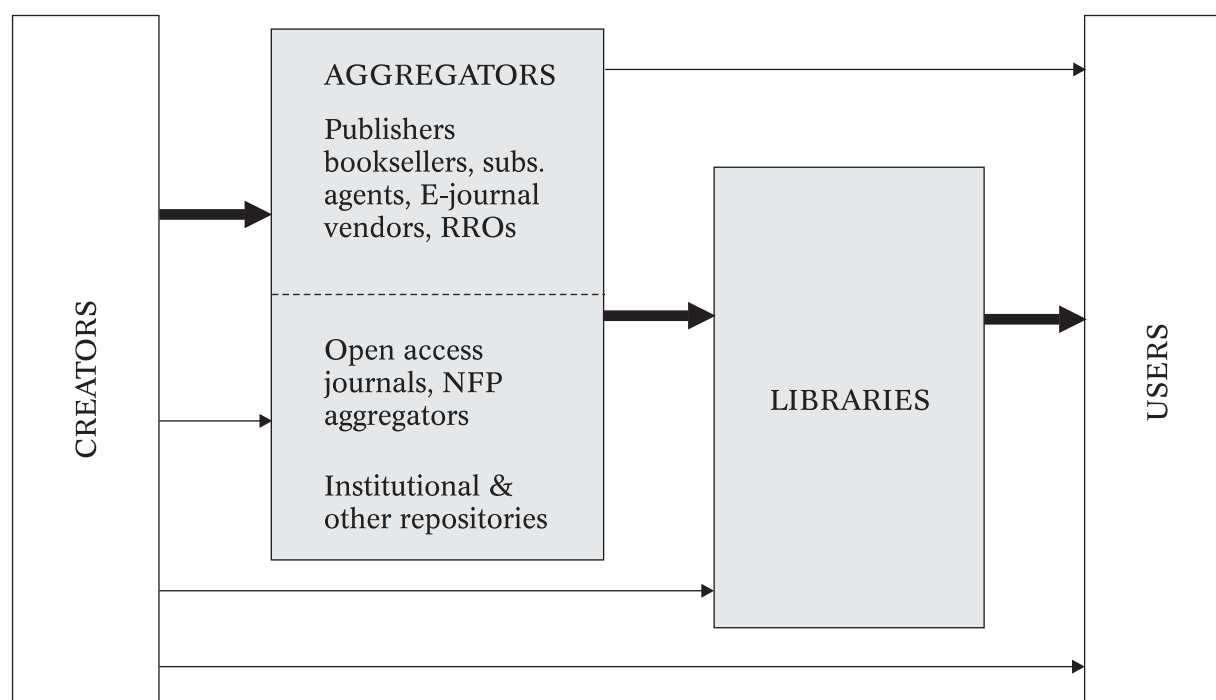 CREATORS
AGGREGATORS
Publishers
booksellers, subs.
agents, E-journal
vendors, RROs
Open access
journals, NFP
aggregators
Institutional &
other repositories
LIBRARIES
USERS